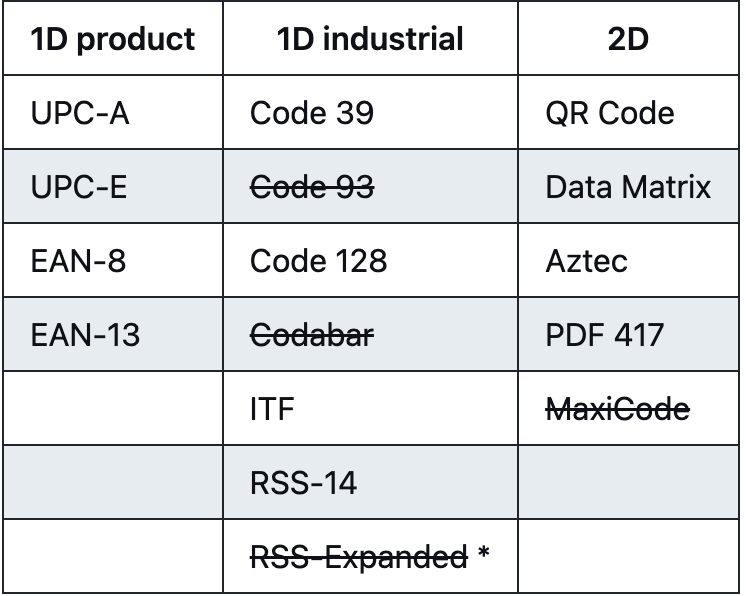 1D product 1D industrial 2D
UPC-A Code 39 QR Code
UPC-E Code 93 Data Matrix
EAN-8 Code 128 Aztec
EAN-13 Codabar PDF 417
ITF MaxiCode
RSS-14
RSS-Expanded *